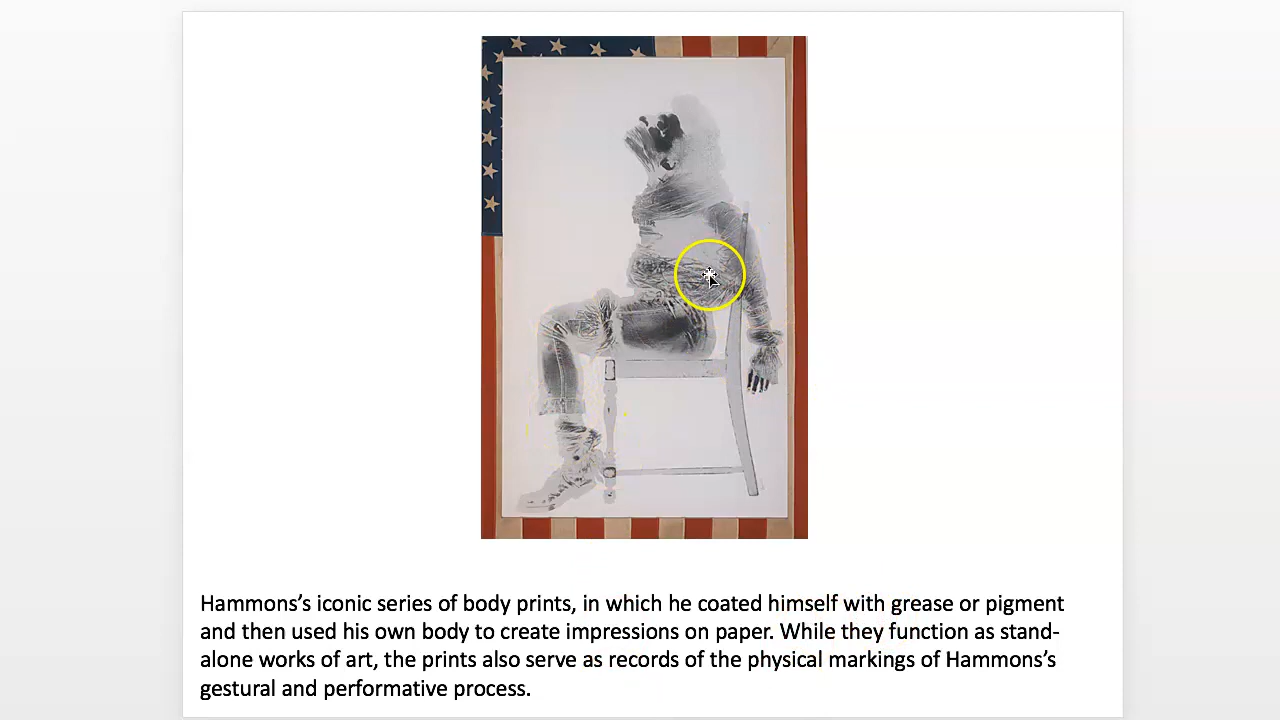 Hammons’s iconic series of body prints, in which he coated himself with grease or pigment
and then used his own body to create impressions on paper. While they function as stand-
alone works of art, the prints also serve as records of the physical markings of Hammons’s
gestural and performative process.